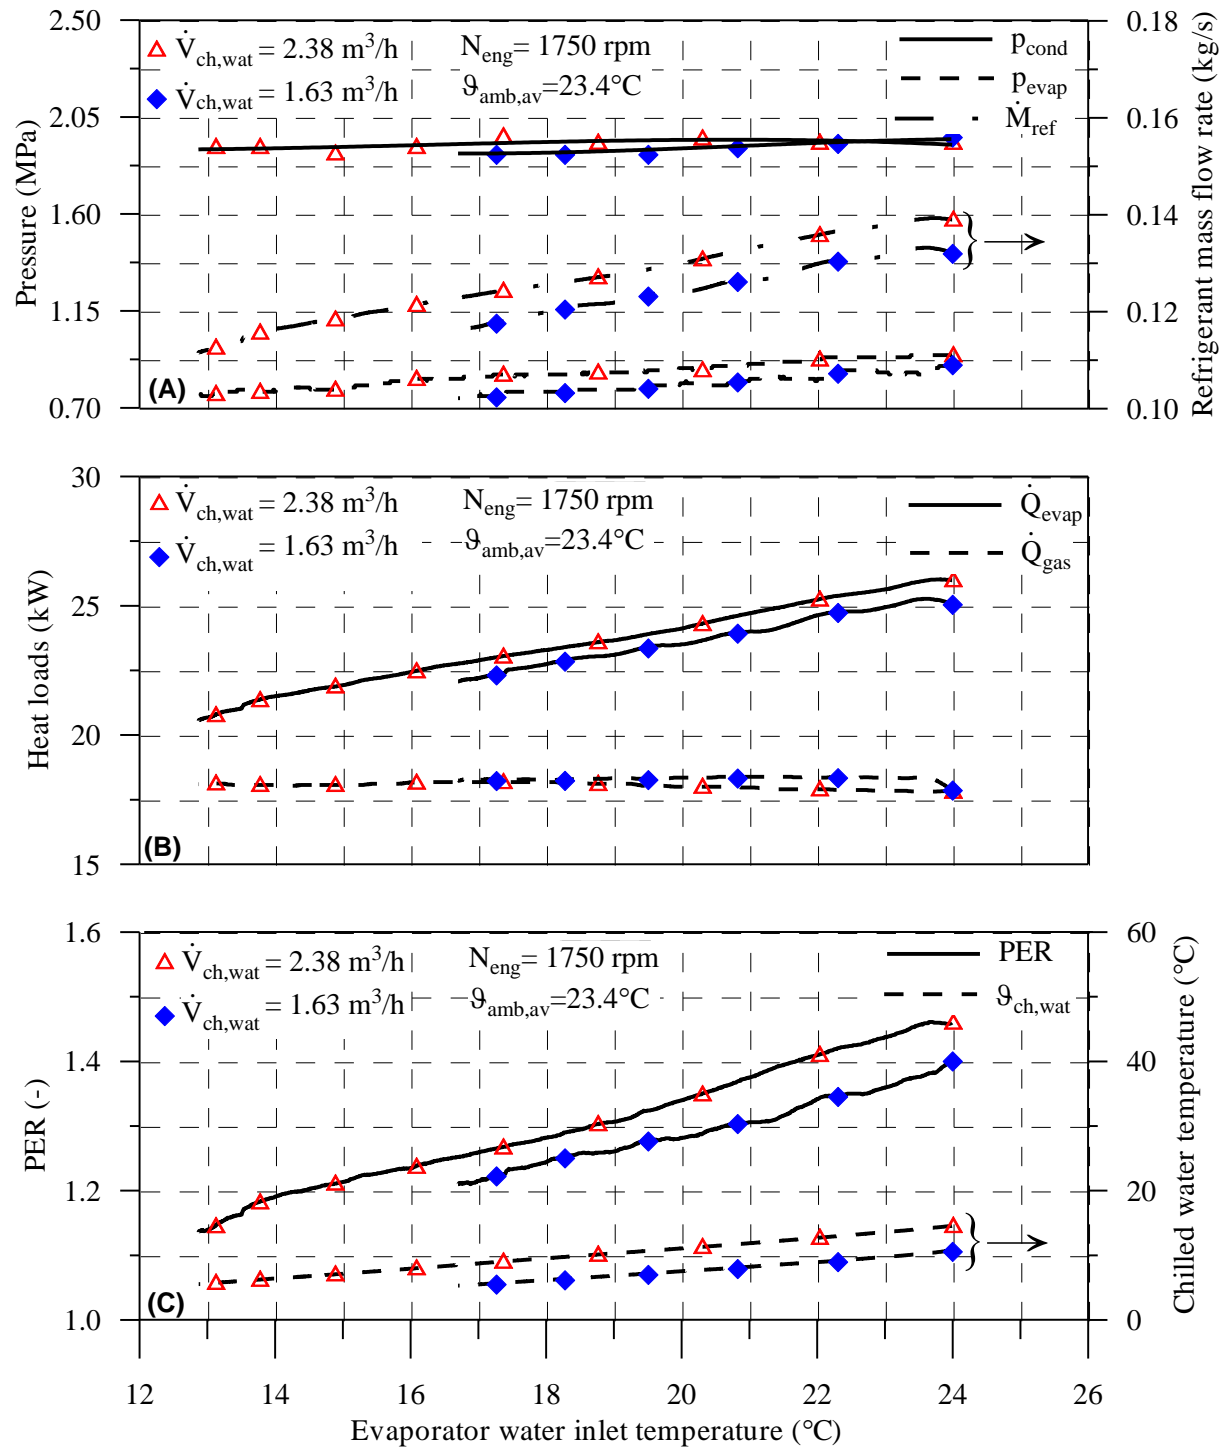 2.50
2.05
1.60
1.15
0.70
Pressure (MPa)
V̇ch,wat = 2.38 m³/h
V̇ch,wat = 1.63 m³/h
Neng = 1750 rpm
ϑamb,av=23.4°C
pcond
pevap
Ṁref
(A)
0.18
0.16
0.14
0.12
0.10
Refrigerant mass flow rate (kg/s)
30
25
20
15
Heat loads (kW)
V̇ch,wat = 2.38 m³/h
V̇ch,wat = 1.63 m³/h
Neng= 1750 rpm
ϑamb,av=23.4°C
Q̇evap
Q̇gas
(B)
1.6
1.4
1.2
1.0
PER (-)
V̇ch,wat = 2.38 m³/h
V̇ch,wat = 1.63 m³/h
Neng= 1750 rpm
ϑamb,av=23.4°C
PER
ϑch,wat
(C)
60
40
20
0
Chilled water temperature (°C)
12 14 16 18 20 22 24 26
Evaporator water inlet temperature (°C)